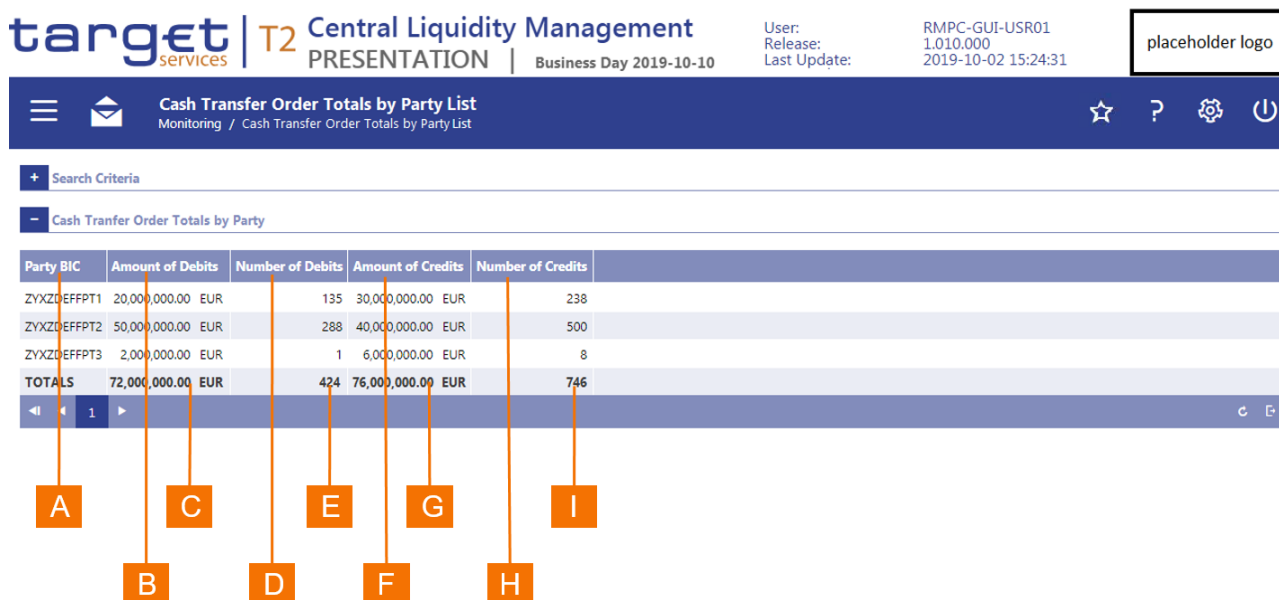 target services T2 Central Liquidity Management
PRESENTATION | Business Day 2019-10-10
User: RMPC-GUI-USR01
Release: 1.010.000
Last Update: 2019-10-02 15:24:31
placeholder logo
Cash Transfer Order Totals by Party List
Monitoring / Cash Transfer Order Totals by Party List
?
+ Search Criteria
− Cash Tranfer Order Totals by Party
Party BIC Amount of Debits Number of Debits Amount of Credits Number of Credits
ZYXZDEFFPT1 20,000,000.00 EUR 135 30,000,000.00 EUR 238
ZYXZDEFFPT2 50,000,000.00 EUR 288 40,000,000.00 EUR 500
ZYXZDEFFPT3 2,000,000.00 EUR 1 6,000,000.00 EUR 8
TOTALS 72,000,000.00 EUR 424 76,000,000.00 EUR 746
1
A C E G I
B D F H